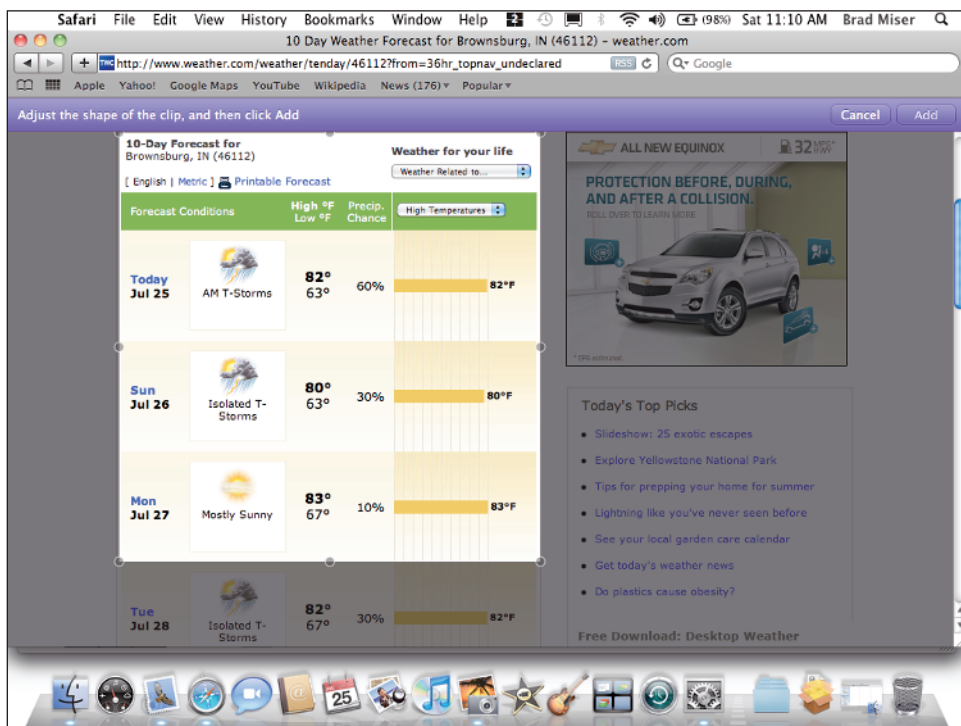 Safari File Edit View History Bookmarks Window Help 2 (98%) Sat 11:10 AM Brad Miser
10 Day Weather Forecast for Brownsburg, IN (46112) – weather.com
TWC http://www.weather.com/weather/tenday/46112?from=36hr_topnav_undeclared RSS Google
Apple Yahoo! Google Maps YouTube Wikipedia News (176) Popular
Adjust the shape of the clip, and then click Add Cancel Add
10-Day Forecast for
Brownsburg, IN (46112)
[ English | Metric ] Printable Forecast
Weather for your life
Weather Related to...
Forecast Conditions
High °F
Low °F
Precip.
Chance
High Temperatures
Today
Jul 25
AM T-Storms
82°
63°
60%
82°F
Sun
Jul 26
Isolated T-
Storms
80°
63°
30%
80°F
Mon
Jul 27
Mostly Sunny
83°
67°
10%
83°F
Tue
Jul 28
Isolated T-
Storms
82°
67°
30%
82°F
ALL NEW EQUINOX 32 MPG*
HWY
PROTECTION BEFORE, DURING,
AND AFTER A COLLISION.
ROLL OVER TO LEARN MORE
* EPA estimated.
Today's Top Picks
• Slideshow: 25 exotic escapes
• Explore Yellowstone National Park
• Tips for prepping your home for summer
• Lightning like you've never seen before
• See your local garden care calendar
• Get today's weather news
• Do plastics cause obesity?
Free Download: Desktop Weather
JUL
25